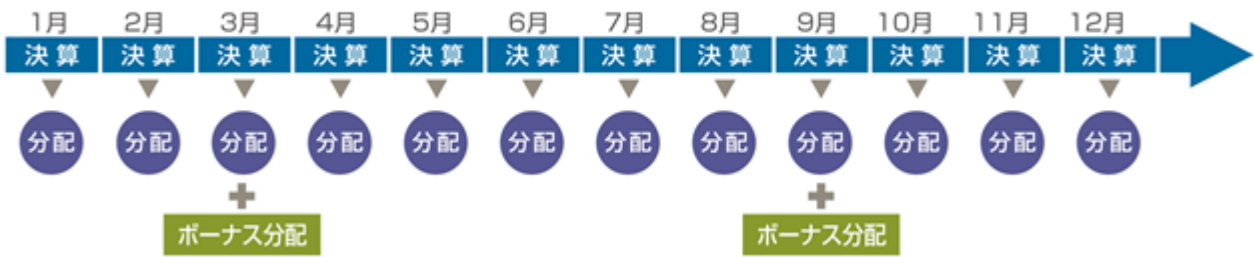 1月 2月 3月 4月 5月 6月 7月 8月 9月 10月 11月 12月
決算 決算 決算 決算 決算 決算 決算 決算 決算 決算 決算 決算
分配 分配 分配 分配 分配 分配 分配 分配 分配 分配 分配 分配
ボーナス分配 ボーナス分配